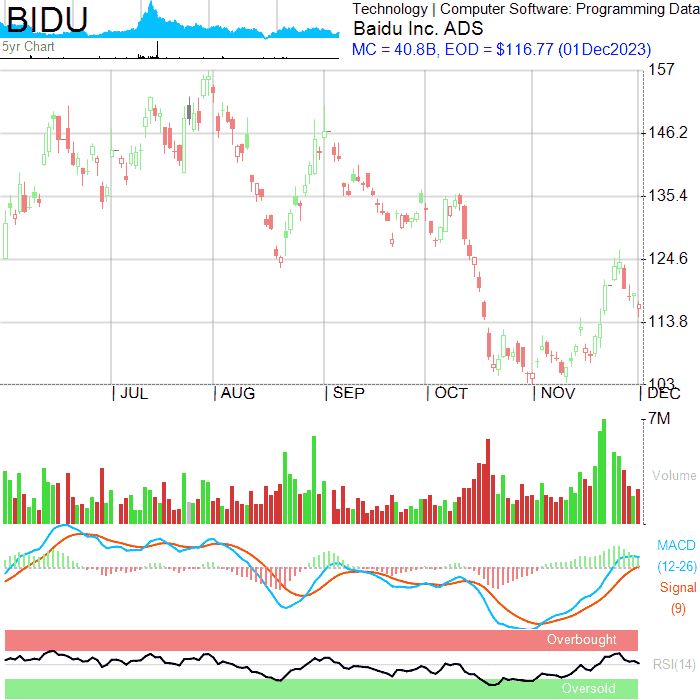 BIDU
5yr Chart
Technology | Computer Software: Programming Data
Baidu Inc. ADS
MC = 40.8B, EOD = $116.77 (01Dec2023)
157
146.2
135.4
124.6
113.8
103
JUL AUG SEP OCT NOV DEC
7M
Volume
MACD
(12-26)
Signal
(9)
Overbought
RSI(14)
Oversold